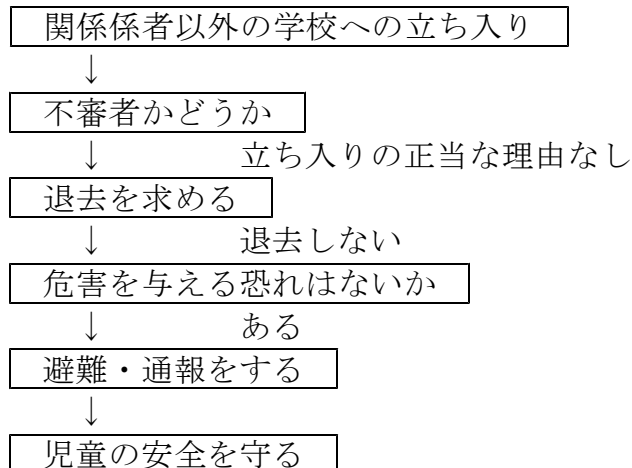 関係係者以外の学校への立ち入り
↓
不審者かどうか
↓ 立ち入りの正当な理由なし
退去を求める
↓ 退去しない
危害を与える恐れはないか
↓ ある
避難・通報をする
↓
児童の安全を守る